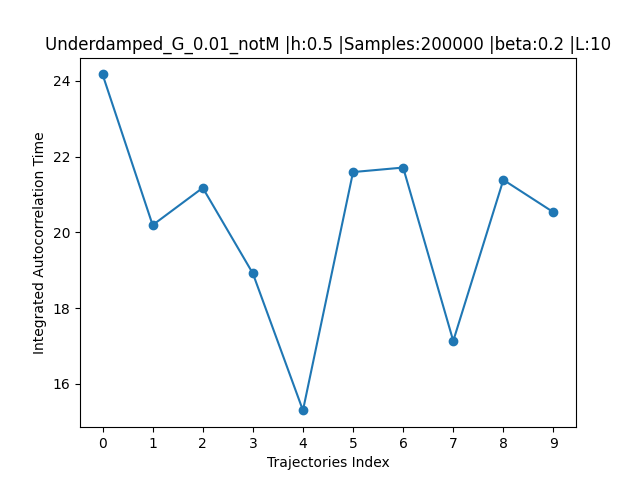 Underdamped_G_0.01_notM |h:0.5 |Samples:200000 |beta:0.2 |L:10
24
22
20
18
16
Integrated Autocorrelation Time
0 1 2 3 4 5 6 7 8 9
Trajectories Index